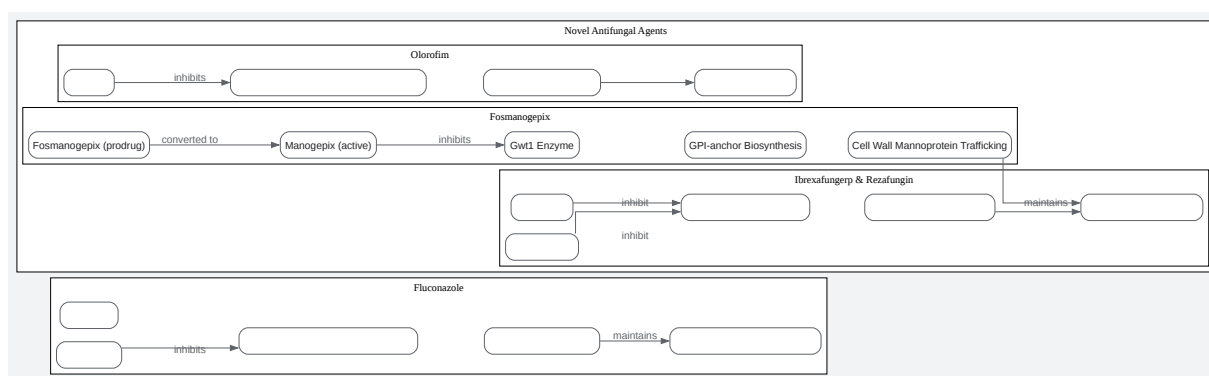 Novel Antifungal Agents
Olorofim
inhibits
Fosmanogepix
Fosmanogepix (prodrug)
converted to
Manogepix (active)
inhibits
Gwt1 Enzyme
GPI-anchor Biosynthesis
Cell Wall Mannoprotein Trafficking
Ibrexafungerp & Rezafungin
inhibit
maintains
inhibit
Fluconazole
maintains
inhibits